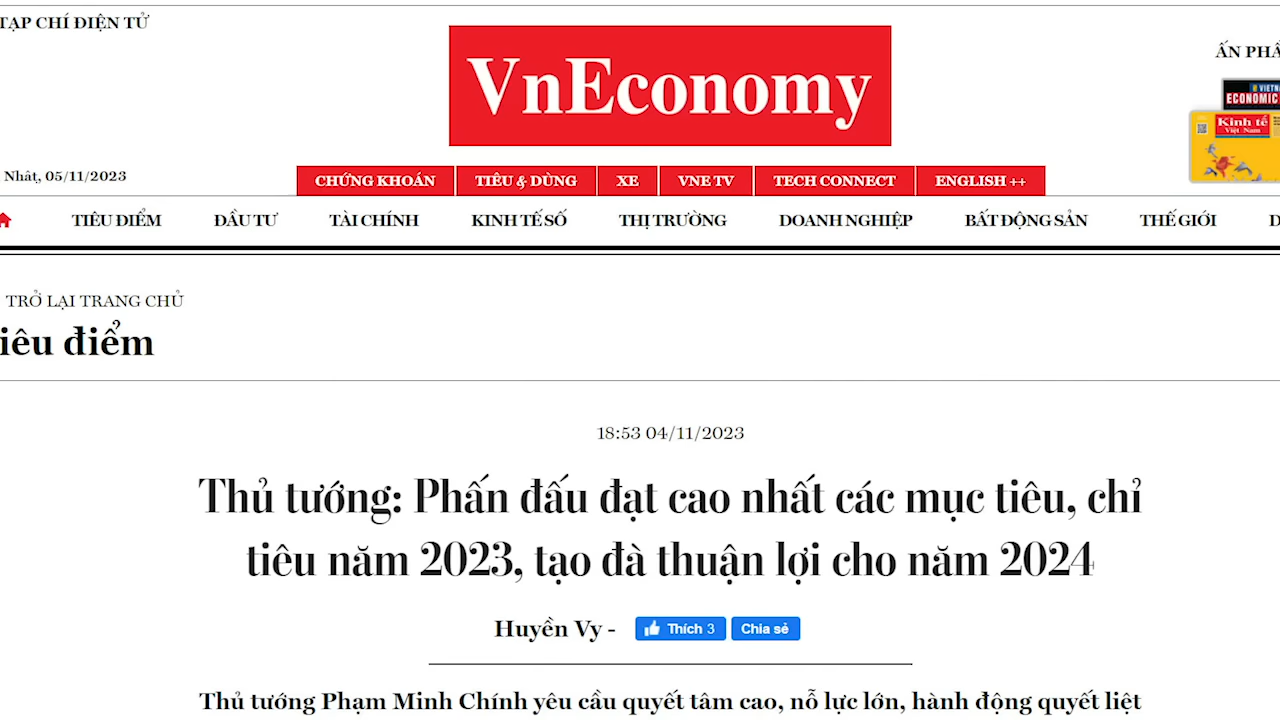 TẠP CHÍ ĐIỆN TỬ
VnEconomy
ẤN PHẨ
VIETNA
ECONOMIC
Kinh tế
Việt Nam
Nhật, 05/11/2023
CHỨNG KHOÁN TIÊU & DÙNG XE VNE TV TECH CONNECT ENGLISH ++
TIÊU ĐIỂM ĐẦU TƯ TÀI CHÍNH KINH TẾ SỐ THỊ TRƯỜNG DOANH NGHIỆP BẤT ĐỘNG SẢN THẾ GIỚI D
TRỞ LẠI TRANG CHỦ
iêu điểm
18:53 04/11/2023
Thủ tướng: Phấn đấu đạt cao nhất các mục tiêu, chỉ
tiêu năm 2023, tạo đà thuận lợi cho năm 2024
Huyền Vy - Thích 3 Chia sẻ
Thủ tướng Phạm Minh Chính yêu cầu quyết tâm cao, nỗ lực lớn, hành động quyết liệt